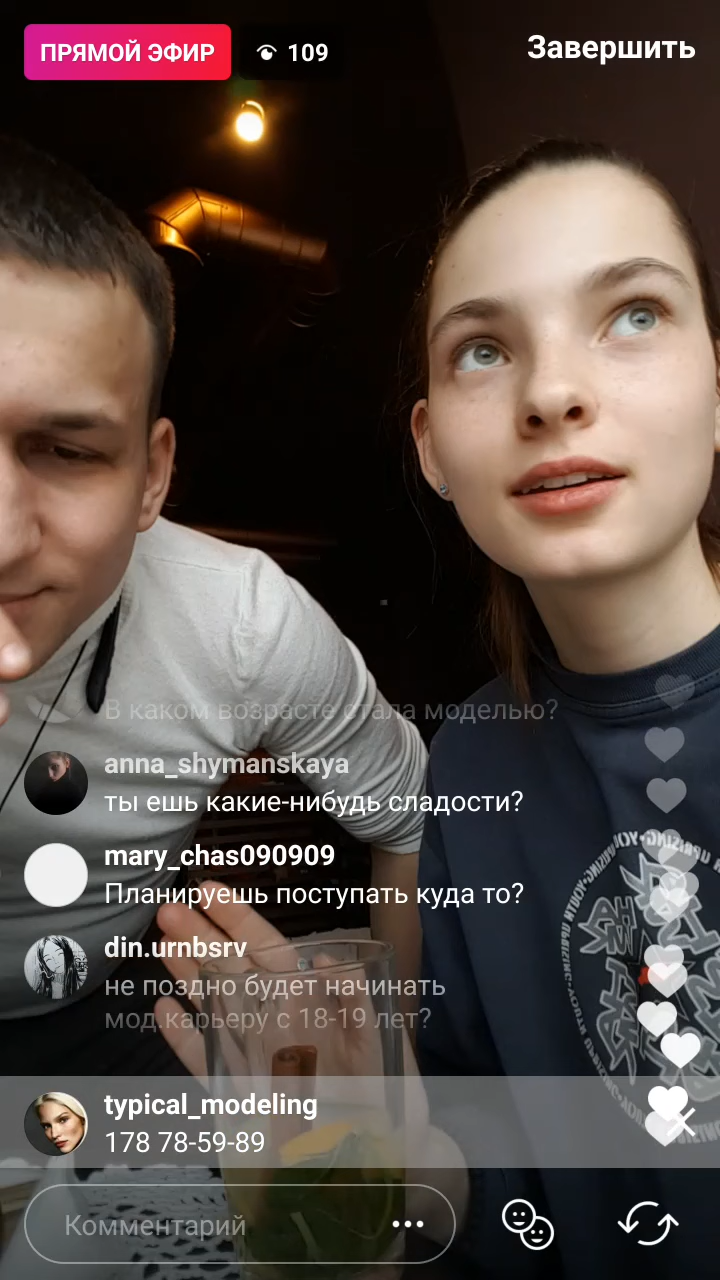 ПРЯМОЙ ЭФИР
109
Завершить
В каком возрасте стала моделью?
anna_shymanskaya
ты ешь какие-нибудь сладости?
mary_chas090909
Планируешь поступать куда то?
din.urnbsrv
не поздно будет начинать
мод.карьеру с 18-19 лет?
typical_modeling
178 78-59-89
Комментарий